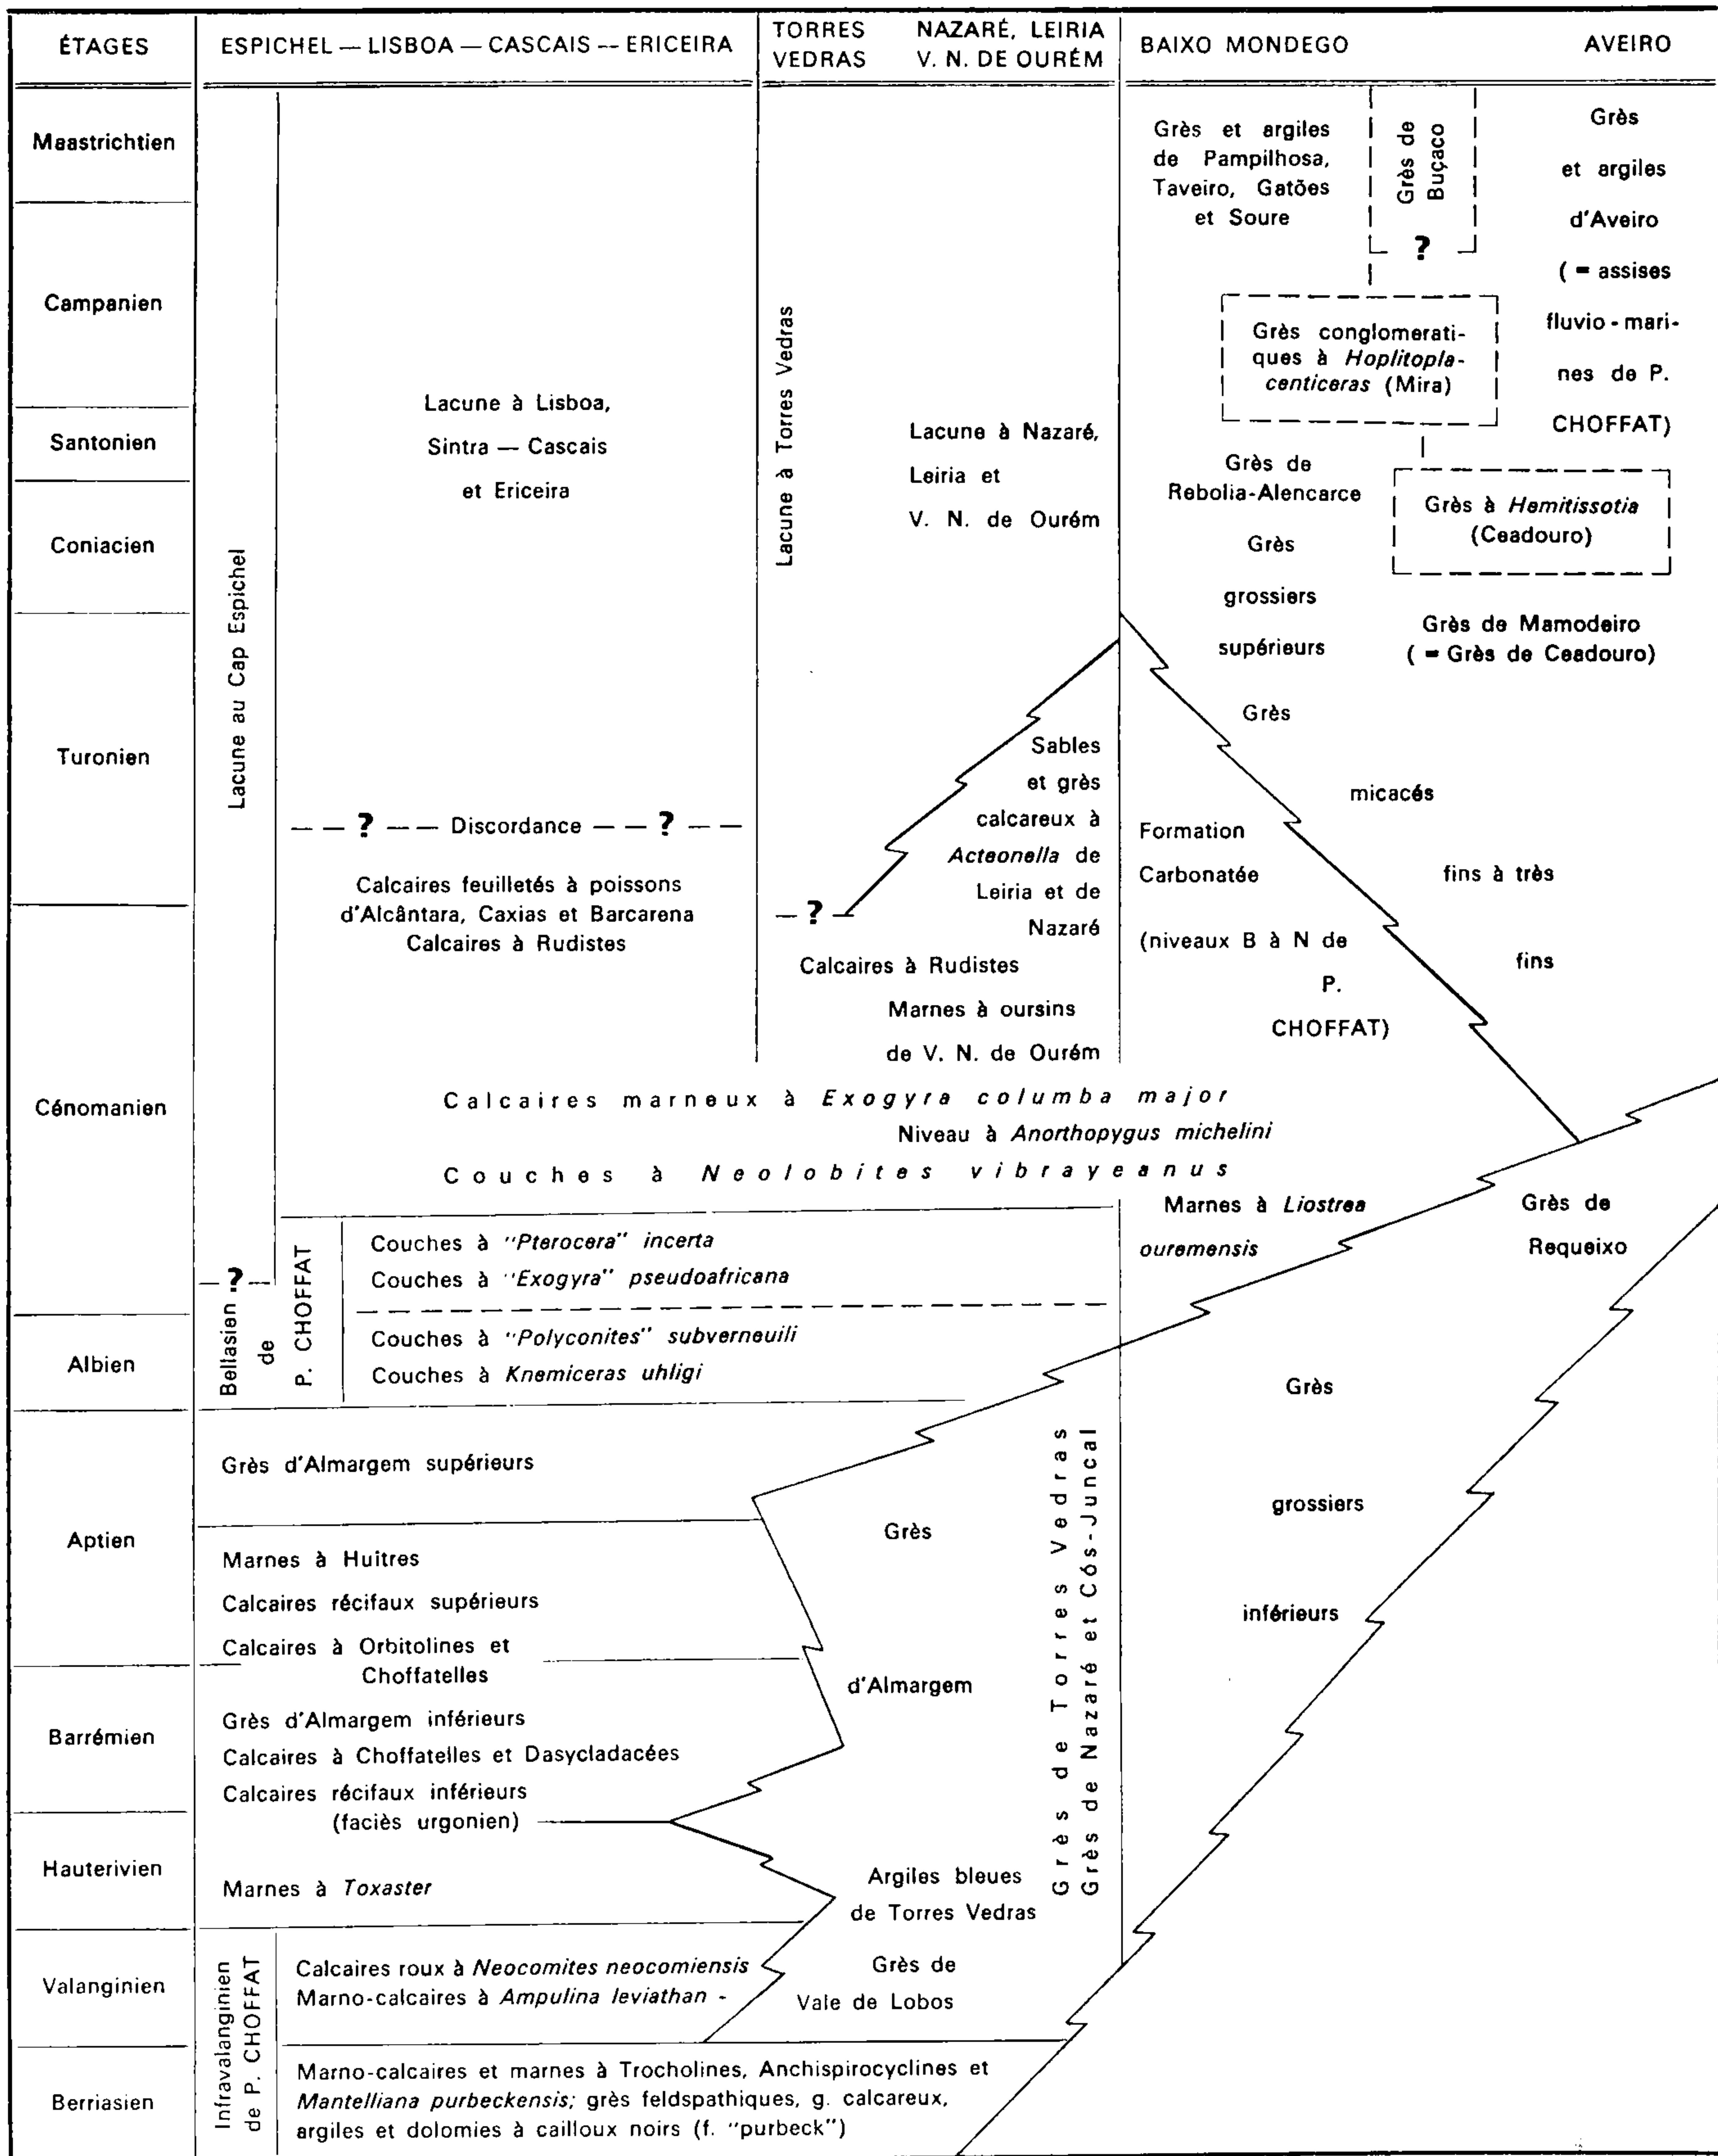 ÉTAGES
ESPICHEL — LISBOA — CASCAIS -- ERICEIRA
TORRES
VEDRAS
NAZARÉ, LEIRIA
V. N. DE OURÉM
BAIXO MONDEGO
AVEIRO
Maastrichtien
Campanien
Santonien
Coniacien
Turonien
Cénomanien
Albien
Aptien
Barrémien
Hauterivien
Valanginien
Berriasien
Lacune au Cap Espichel
Lacune à Lisboa,
Sintra — Cascais
et Ericeira
— — ? — — Discordance — — ? — —
Calcaires feuilletés à poissons
d'Alcântara, Caxias et Barcarena
Calcaires à Rudistes
Lacune à Torres Vedras
Lacune à Nazaré,
Leiria et
V. N. de Ourém
Sables
et grès
calcareux à
Acteonella de
Leiria et de
Nazaré
— ? —
Calcaires à Rudistes
Marnes à oursins
de V. N. de Ourém
Grès et argiles
de Pampilhosa,
Taveiro, Gatões
et Soure
Grès de
Buçaco
?
Grès
et argiles
d'Aveiro
( = assises
fluvio - mari-
nes de P.
CHOFFAT)
Grès conglomerati-
ques à Hoplitopla-
centiceras (Mira)
Grès de
Rebolia-Alencarce
Grès à Hemitissotia
(Ceadouro)
Grès
grossiers
supérieurs
Grès de Mamodeiro
( = Grès de Ceadouro)
Grès
micacés
fins à très
fins
Formation
Carbonatée
(niveaux B à N de
P.
CHOFFAT)
Calcaires marneux à Exogyra columba major
Niveau à Anorthopygus michelini
Couches à Neolobites vibrayeanus
Marnes à Liostrea
ouremensis
Grès de
Requeixo
— ? —
Bellasien
de
P. CHOFFAT
Couches à "Pterocera" incerta
Couches à "Exogyra" pseudoafricana
Couches à "Polyconites" subverneuili
Couches à Knemiceras uhligi
Grès d'Almargem supérieurs
Marnes à Huitres
Calcaires récifaux supérieurs
Calcaires à Orbitolines et
Choffatelles
Grès d'Almargem inférieurs
Calcaires à Choffatelles et Dasycladacées
Calcaires récifaux inférieurs
(faciès urgonien)
Marnes à Toxaster
Grès
d'Almargem
Argiles bleues
de Torres Vedras
Grès de
Vale de Lobos
Grès de Torres Vedras
Grès de Nazaré et Cós-Juncal
Grès
grossiers
inférieurs
Infravalanginien
de P. CHOFFAT
Calcaires roux à Neocomites neocomiensis
Marno-calcaires à Ampulina leviathan -
Marno-calcaires et marnes à Trocholines, Anchispirocyclines et
Mantelliana purbeckensis; grès feldspathiques, g. calcareux,
argiles et dolomies à cailloux noirs (f. "purbeck")